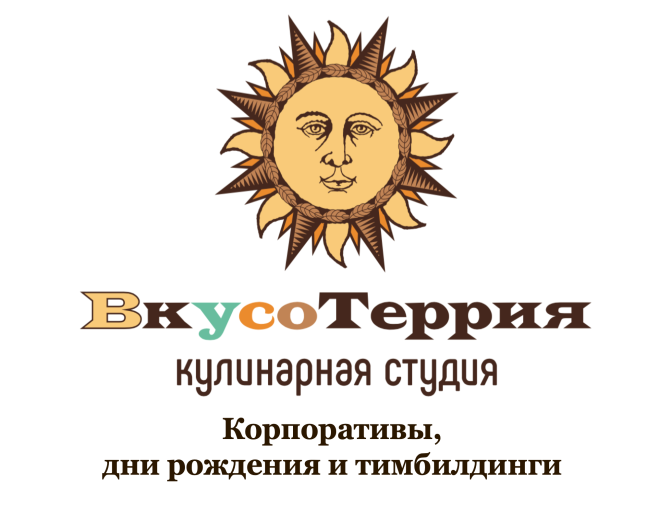 ВкусоТеррия
кулинарная студия
Корпоративы,
дни рождения и тимбилдинги